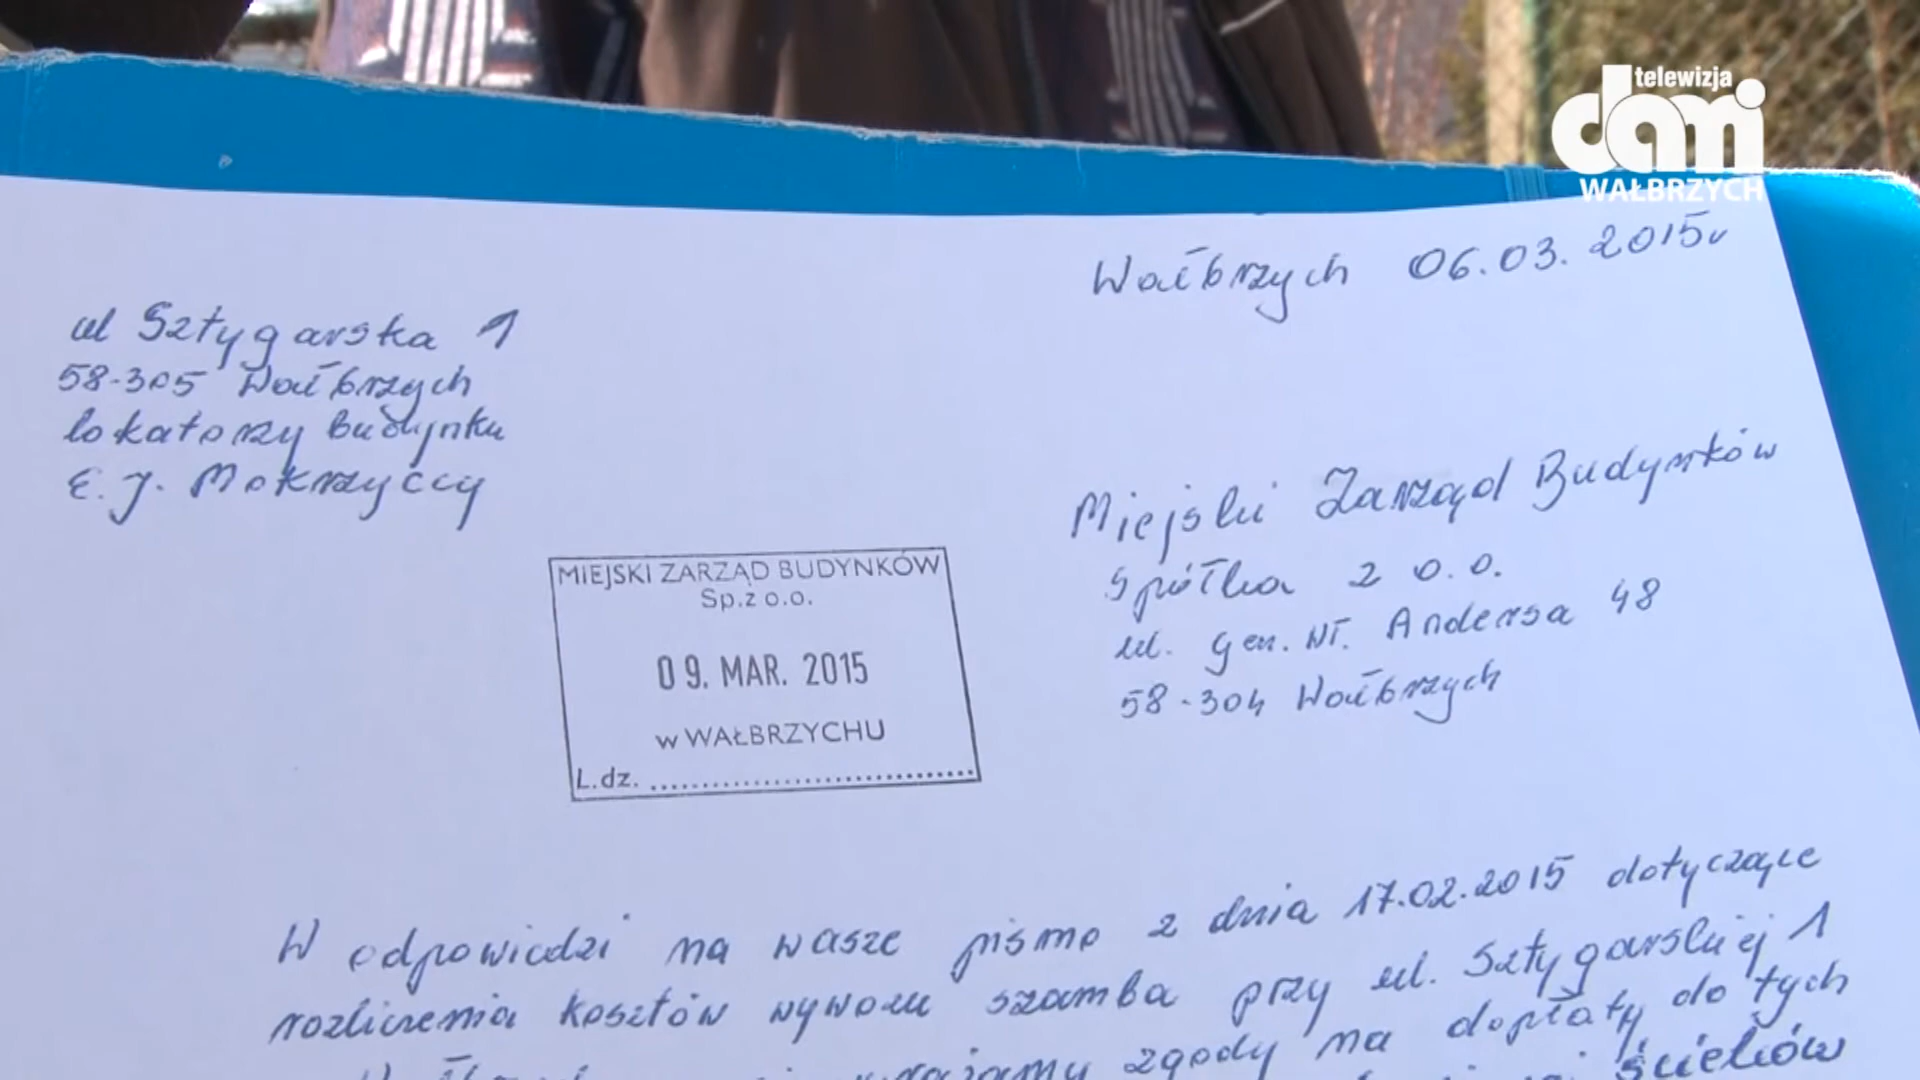 telewizja
dami
WAŁBRZYCH
Wałbrzych 06.03.2015r
ul Sztygarska 1
58-305 Wałbrzych
lokatorzy budynku
E. J. Mokrzyccy
Miejski Zarząd Budynków
Spółka z o.o.
ul. Gen. Wł. Andersa 48
58-304 Wałbrzych
MIEJSKI ZARZĄD BUDYNKÓW
Sp. z o.o.
09. MAR. 2015
w WAŁBRZYCHU
L.dz. ........................................
W odpowiedzi na wasze pismo z dnia 17.02.2015 dotyczące
rozliczenia kosztów wywozu szamba przy ul. Sztygarskiej 1
zgody na dopłaty do tych
ścieków